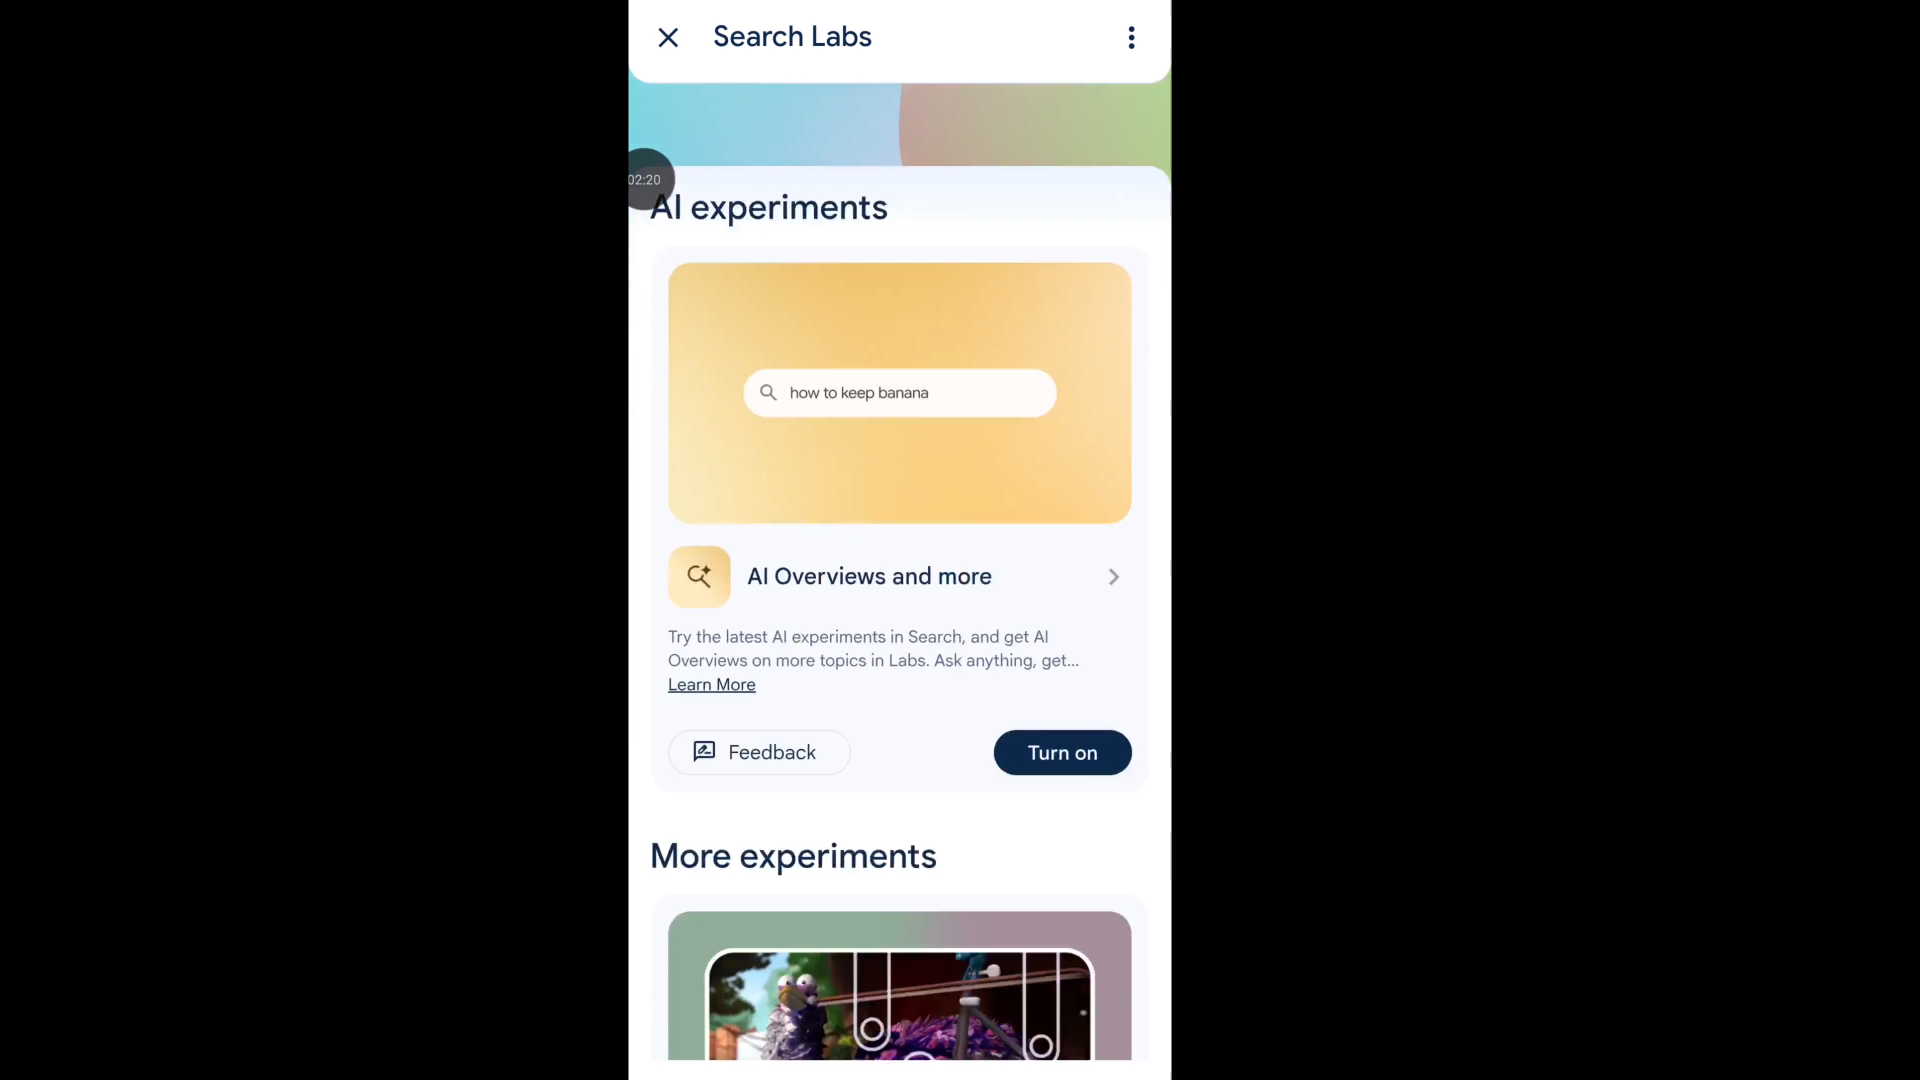 Search Labs
02:20
AI experiments
how to keep banana
AI Overviews and more
Try the latest AI experiments in Search, and get AI
Overviews on more topics in Labs. Ask anything, get...
Learn More
Feedback
Turn on
More experiments